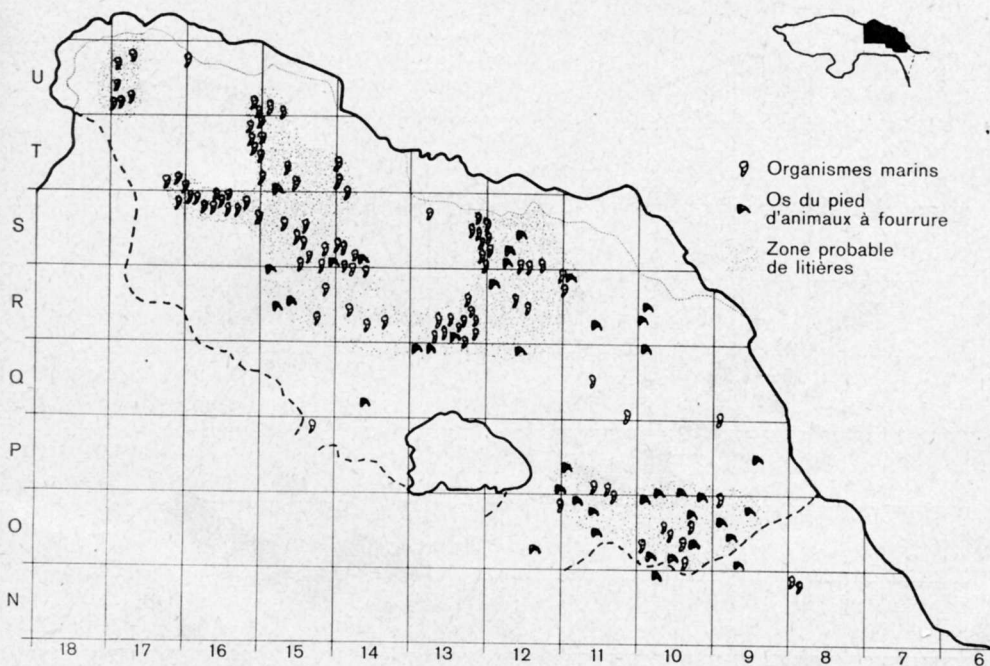 U
T
S
R
Q
P
O
N
Organismes marins
Os du pied
d'animaux à fourrure
Zone probable
de litières
18 17 16 15 14 13 12 11 10 9 8 7 6